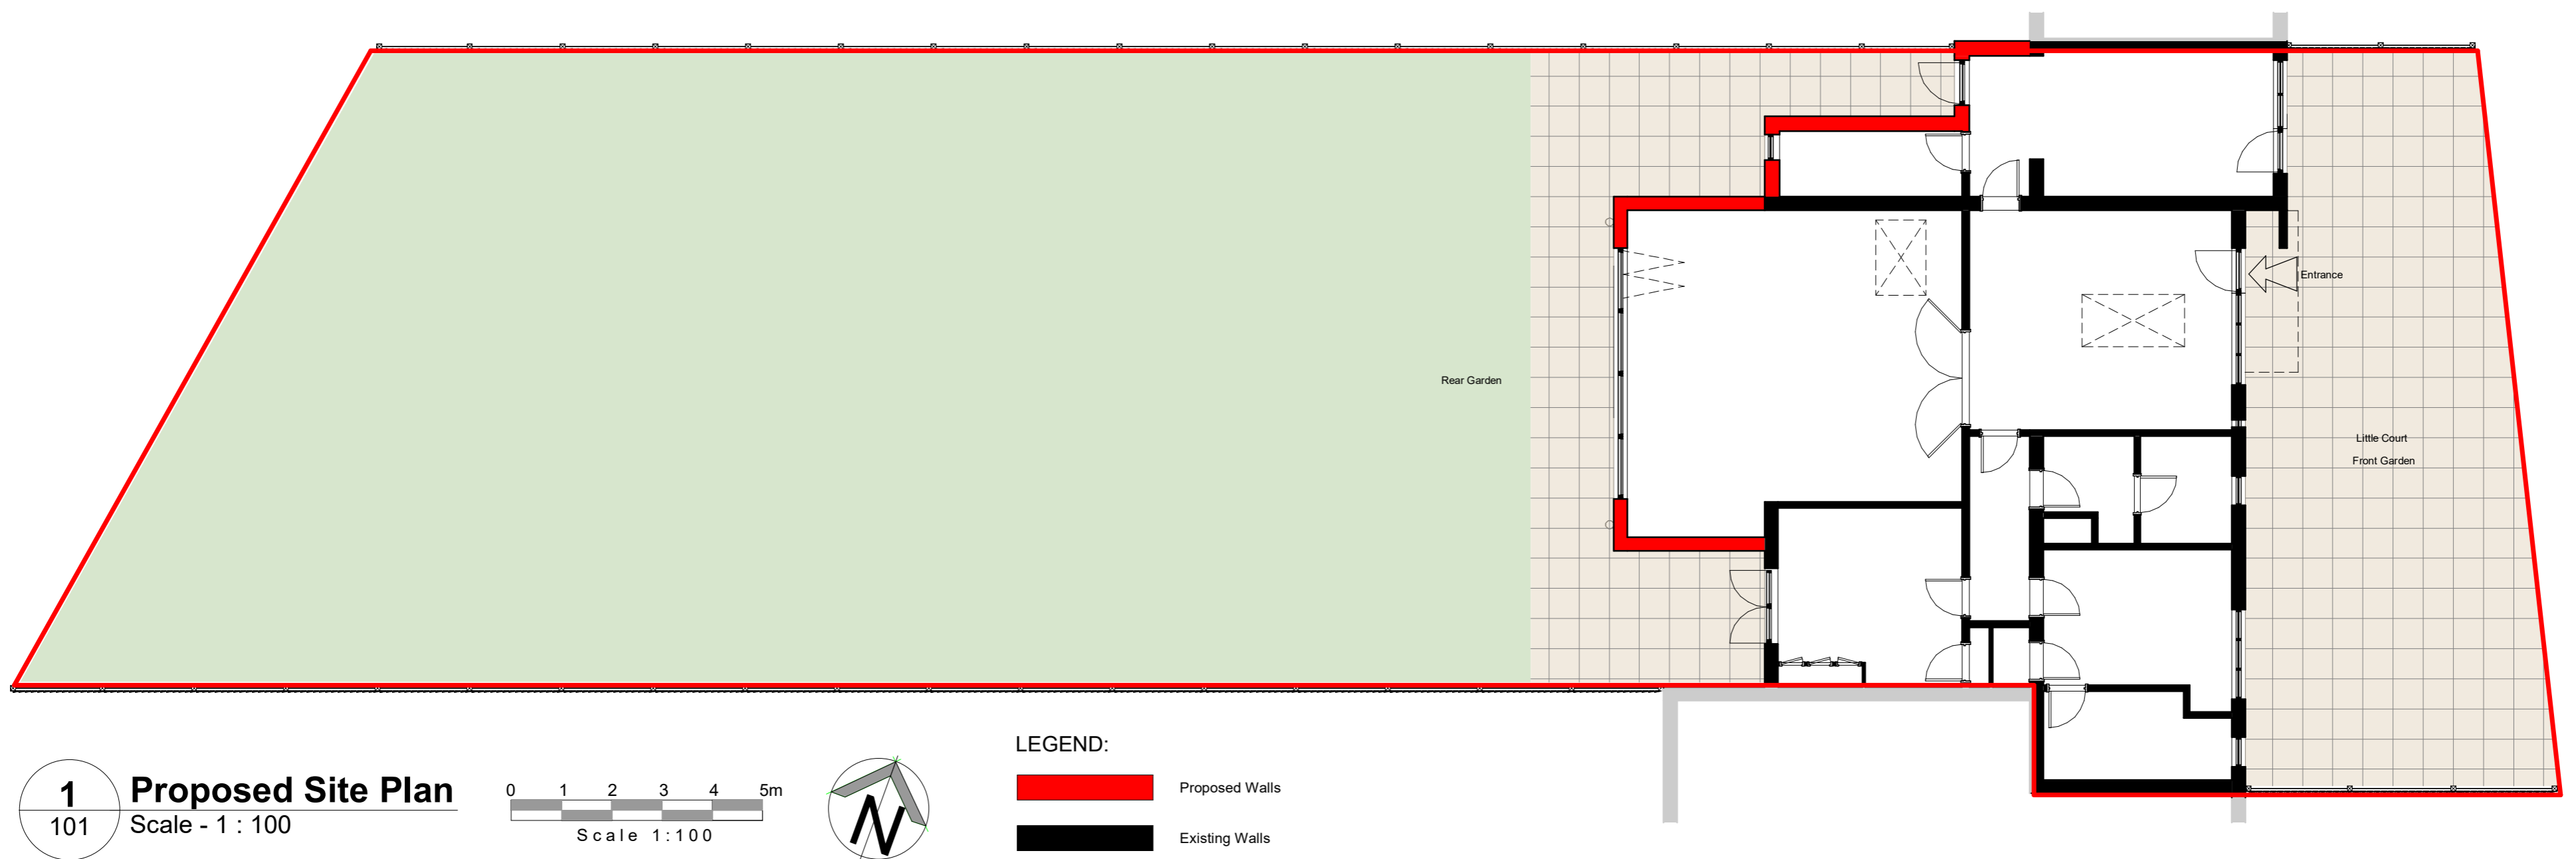 Entrance
Rear Garden
Little Court
Front Garden
LEGEND:
Proposed Walls
Existing Walls
1
101
Proposed Site Plan
Scale - 1 : 100
0 1 2 3 4 5m
Scale 1:100
N